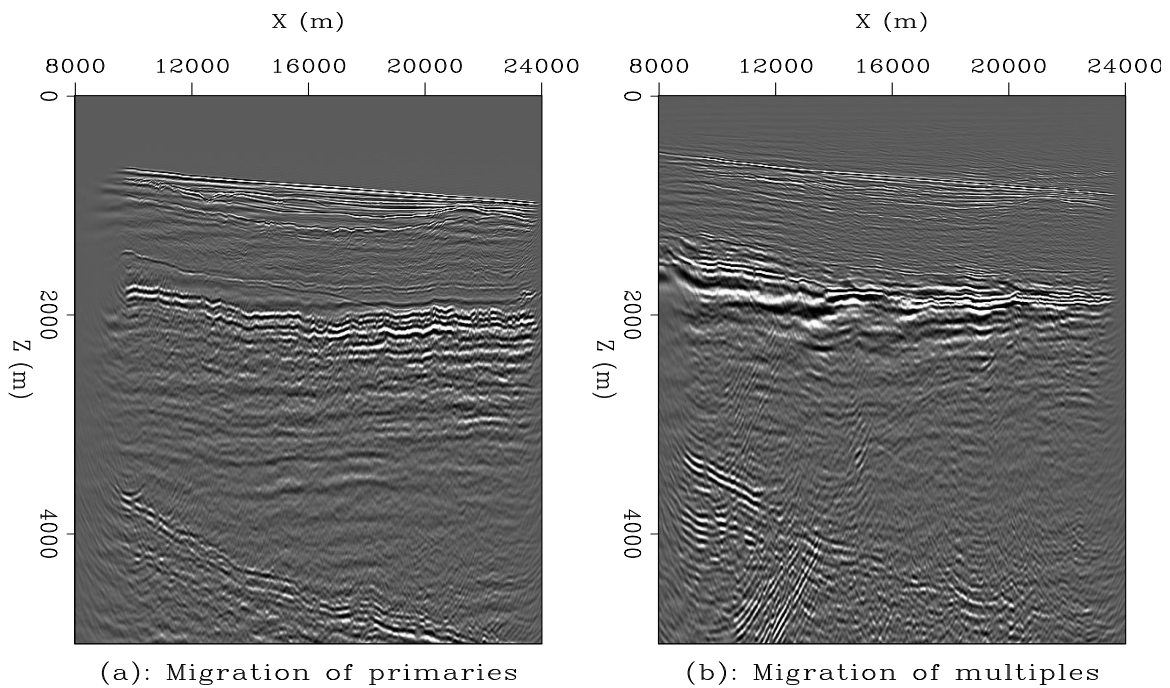 X (m)
8000 12000 16000 20000 24000
0
2000
4000
Z (m)
(a): Migration of primaries
X (m)
8000 12000 16000 20000 24000
0
2000
4000
Z (m)
(b): Migration of multiples